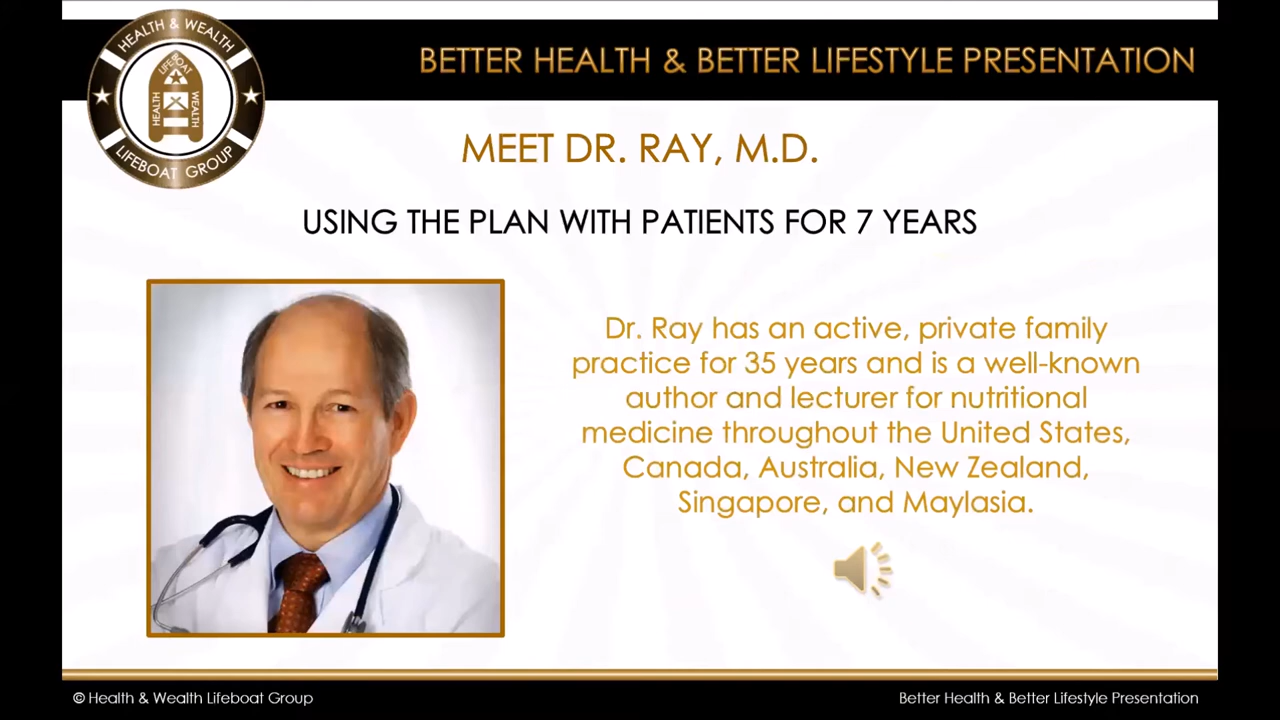 HEALTH & WEALTH
LIFEBOAT
HEALTH
WEALTH
LIFEBOAT GROUP
BETTER HEALTH & BETTER LIFESTYLE PRESENTATION
MEET DR. RAY, M.D.
USING THE PLAN WITH PATIENTS FOR 7 YEARS
Dr. Ray has an active, private family
practice for 35 years and is a well-known
author and lecturer for nutritional
medicine throughout the United States,
Canada, Australia, New Zealand,
Singapore, and Maylasia.
© Health & Wealth Lifeboat Group
Better Health & Better Lifestyle Presentation